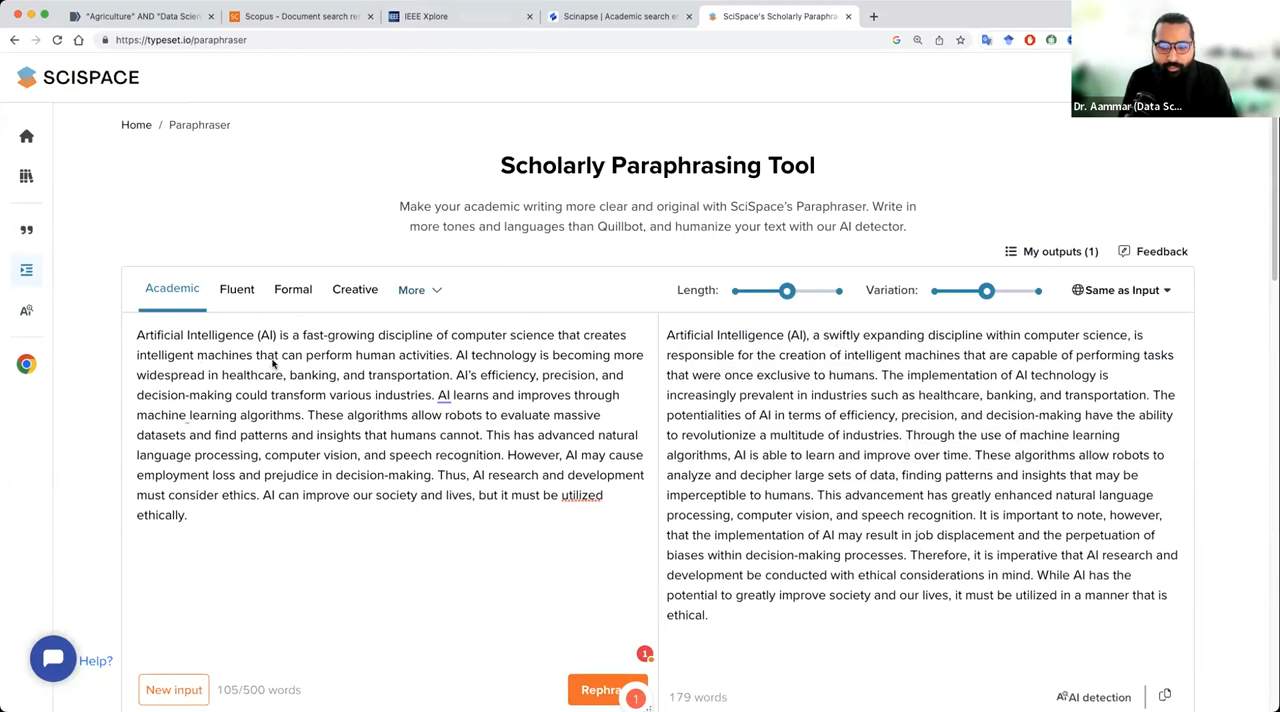 "Agriculture" AND "Data Scien
Scopus - Document search re
IEEE Xplore
Scinapse | Academic search e
SciSpace's Scholarly Paraphra
https://typeset.io/paraphraser
Dr. Aammar (Data Sc...
SCISPACE
Home / Paraphraser
Scholarly Paraphrasing Tool
Make your academic writing more clear and original with SciSpace's Paraphraser. Write in
more tones and languages than Quillbot, and humanize your text with our AI detector.
My outputs (1)
Feedback
Academic
Fluent
Formal
Creative
More
Length:
Variation:
Same as Input
Artificial Intelligence (AI) is a fast-growing discipline of computer science that creates
intelligent machines that can perform human activities. AI technology is becoming more
widespread in healthcare, banking, and transportation. AI's efficiency, precision, and
decision-making could transform various industries. AI learns and improves through
machine learning algorithms. These algorithms allow robots to evaluate massive
datasets and find patterns and insights that humans cannot. This has advanced natural
language processing, computer vision, and speech recognition. However, AI may cause
employment loss and prejudice in decision-making. Thus, AI research and development
must consider ethics. AI can improve our society and lives, but it must be utilized
ethically.
Artificial Intelligence (AI), a swiftly expanding discipline within computer science, is
responsible for the creation of intelligent machines that are capable of performing tasks
that were once exclusive to humans. The implementation of AI technology is
increasingly prevalent in industries such as healthcare, banking, and transportation. The
potentialities of AI in terms of efficiency, precision, and decision-making have the ability
to revolutionize a multitude of industries. Through the use of machine learning
algorithms, AI is able to learn and improve over time. These algorithms allow robots to
analyze and decipher large sets of data, finding patterns and insights that may be
imperceptible to humans. This advancement has greatly enhanced natural language
processing, computer vision, and speech recognition. It is important to note, however,
that the implementation of AI may result in job displacement and the perpetuation of
biases within decision-making processes. Therefore, it is imperative that AI research and
development be conducted with ethical considerations in mind. While AI has the
potential to greatly improve society and our lives, it must be utilized in a manner that is
ethical.
1
New input
105/500 words
Rephra
1
179 words
AI detection
Help?